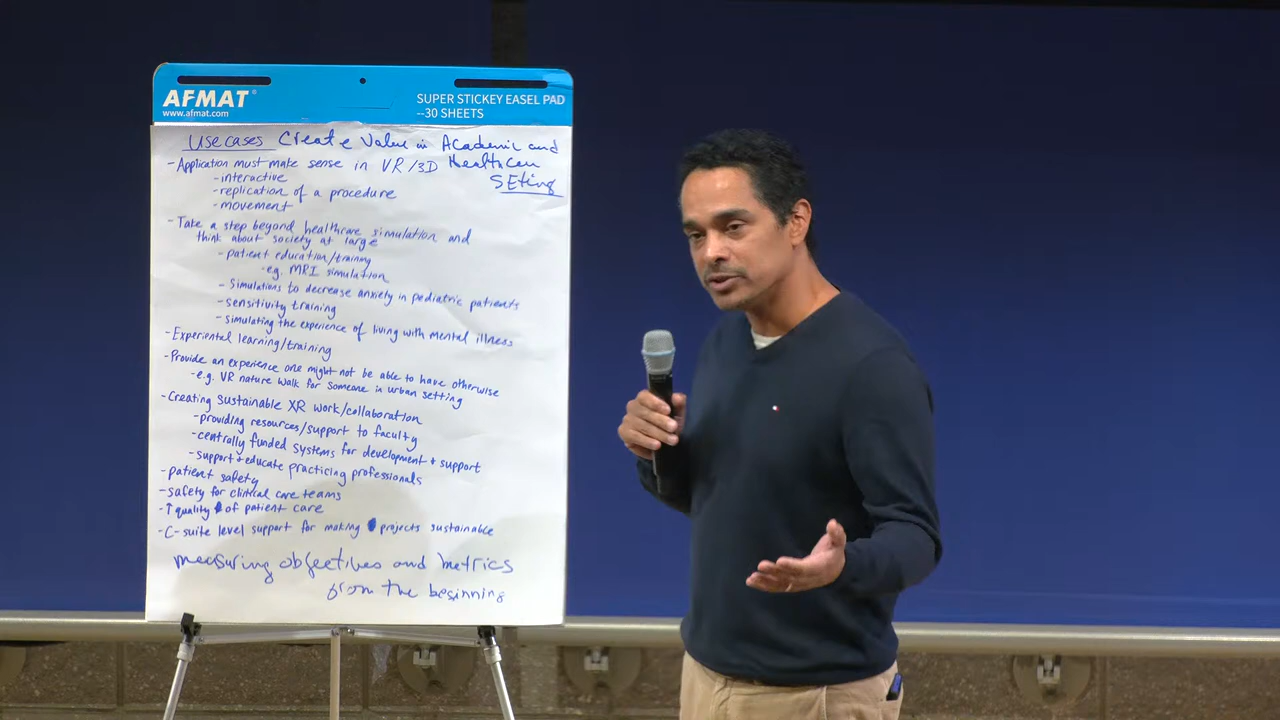 AFMAT®
www.afmat.com
SUPER STICKEY EASEL PAD
--30 SHEETS
Use cases Create Value in Academic and
Healthcare
SEting
- Application must make sense in VR/3D
- interactive
- replication of a procedure
- movement
- Take a step beyond healthcare simulation and
think about society at large
- patient education/training
- e.g. MRI simulation
- Simulations to decrease anxiety in pediatric patients
- sensitivity training
- simulating the experience of living with mental illness
- Experiential learning/training
- Provide an experience one might not be able to have otherwise
- e.g. VR nature walk for someone in urban setting
- Creating sustainable XR work/collaboration
- providing resources/support to faculty
- centrally funded systems for development + support
- support + educate practicing professionals
- patient safety
- safety for clinical care teams
- ↑ quality of patient care
- C-suite level support for making projects sustainable
measuring objectives and metrics
from the beginning